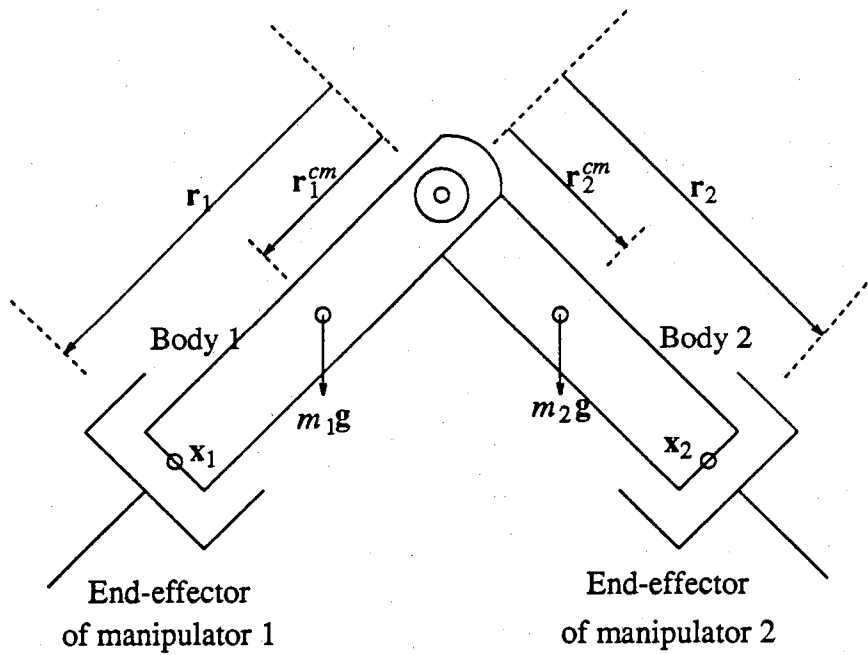 r₁
r₁ᶜᵐ
r₂ᶜᵐ
r₂
Body 1
Body 2
m₁g
m₂g
x₁
x₂
End-effector
of manipulator 1
End-effector
of manipulator 2